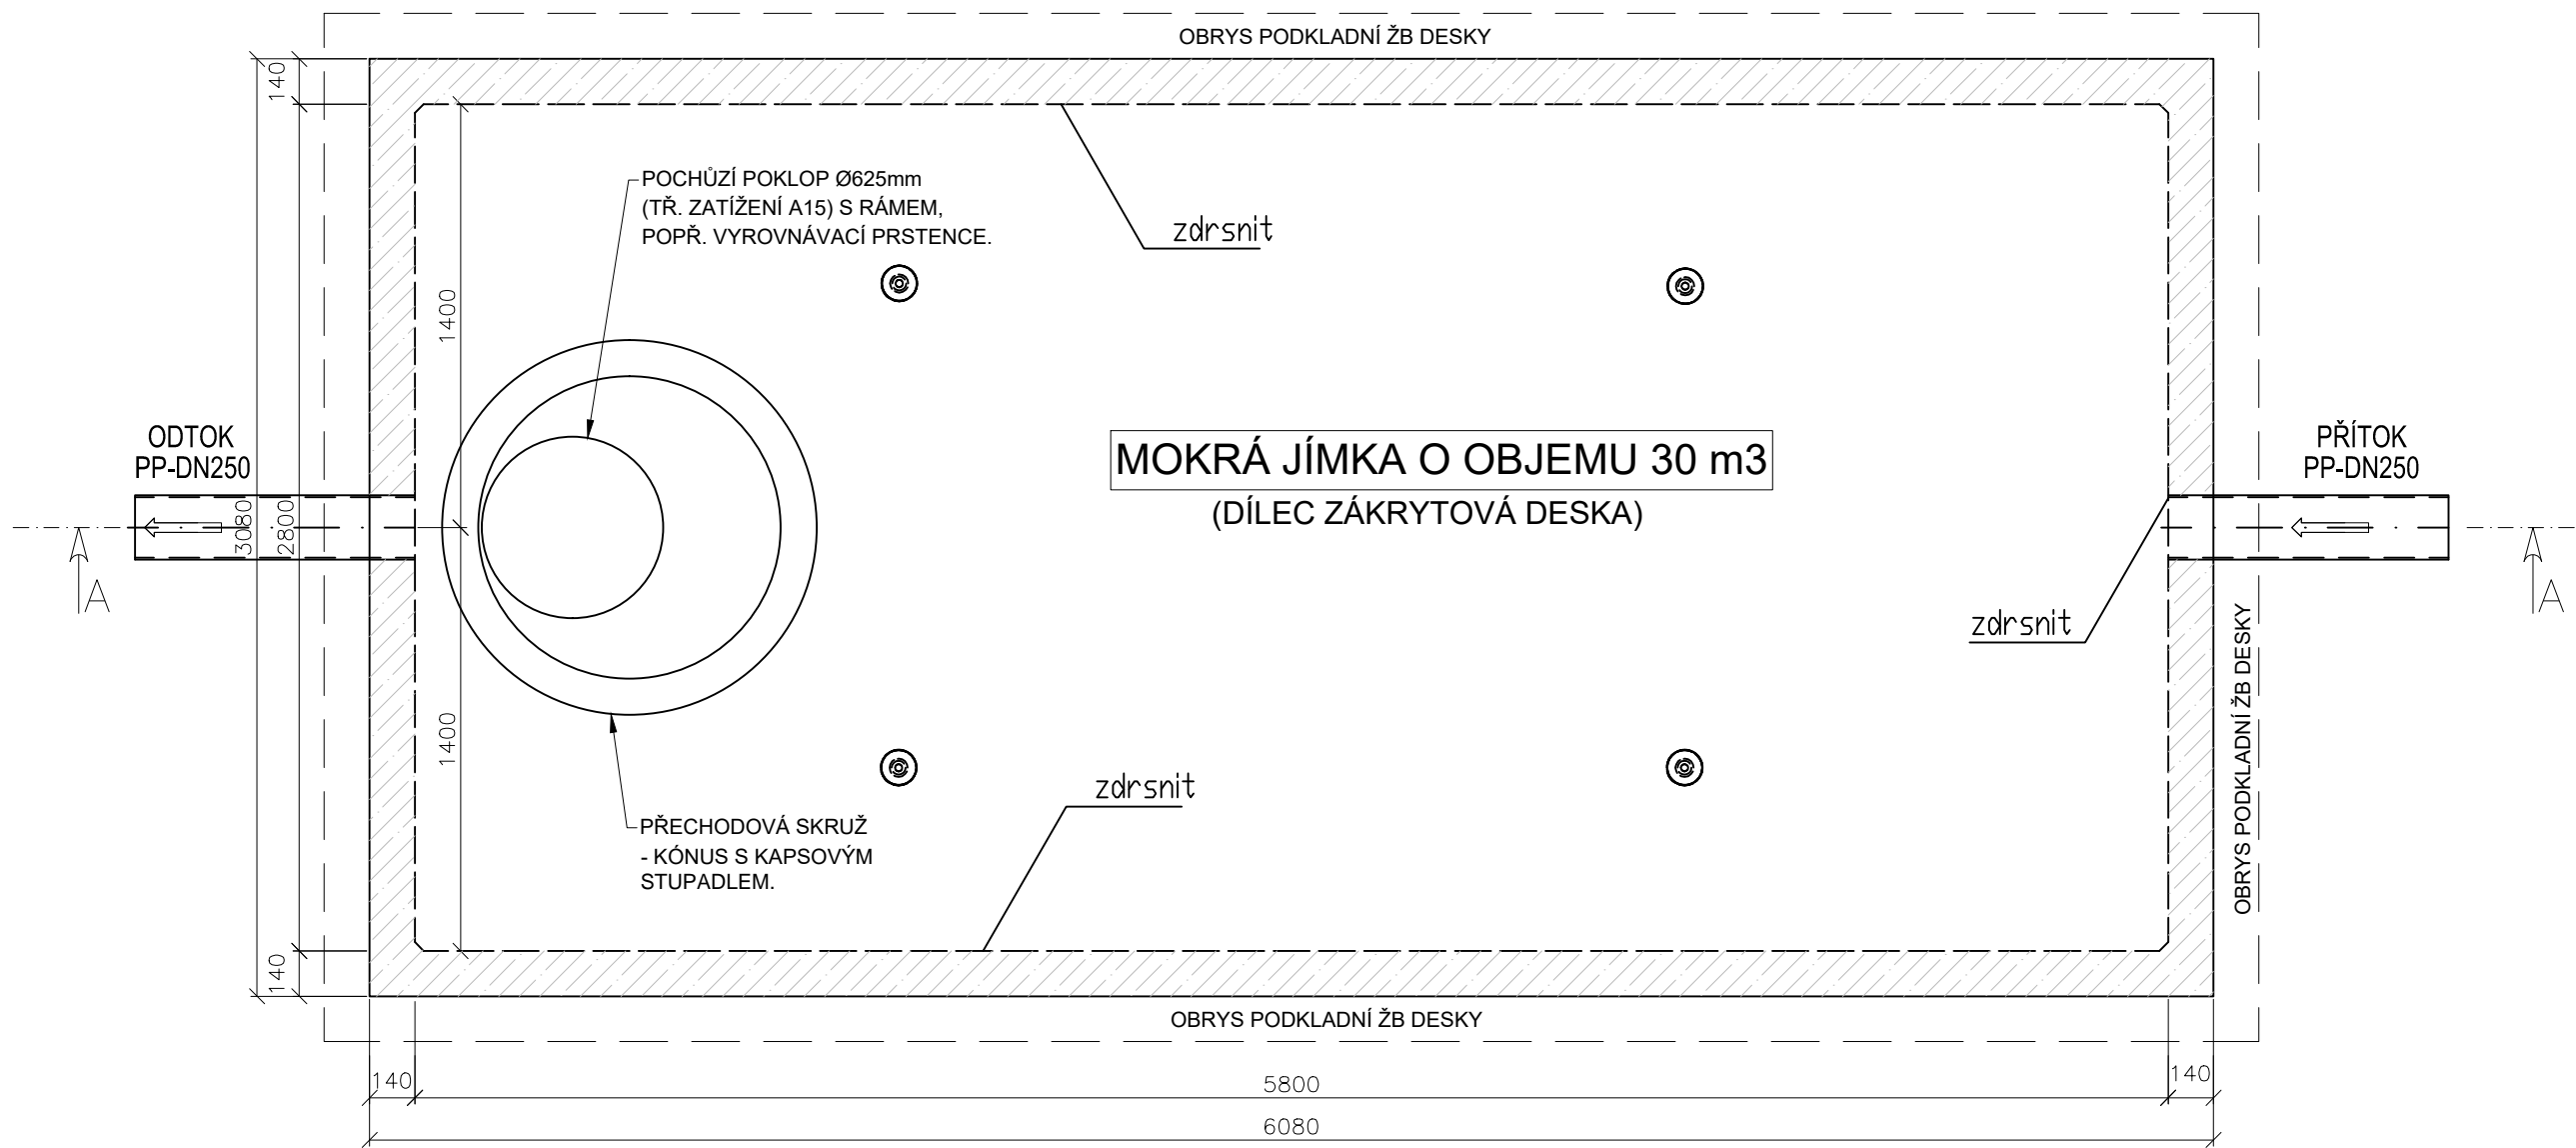 OBRYS PODKLADNÍ ŽB DESKY
140
POCHŮZÍ POKLOP Ø625mm
(TŘ. ZATÍŽENÍ A15) S RÁMEM,
POPŘ. VYROVNÁVACÍ PRSTENCE.
zdrsnit
1400
ODTOK
PP-DN250
3080
2800
MOKRÁ JÍMKA O OBJEMU 30 m3
(DÍLEC ZÁKRYTOVÁ DESKA)
PŘÍTOK
PP-DN250
A
A
zdrsnit
OBRYS PODKLADNÍ ŽB DESKY
1400
zdrsnit
PŘECHODOVÁ SKRUŽ
- KÓNUS S KAPSOVÝM
STUPADLEM.
140
OBRYS PODKLADNÍ ŽB DESKY
140
5800
140
6080